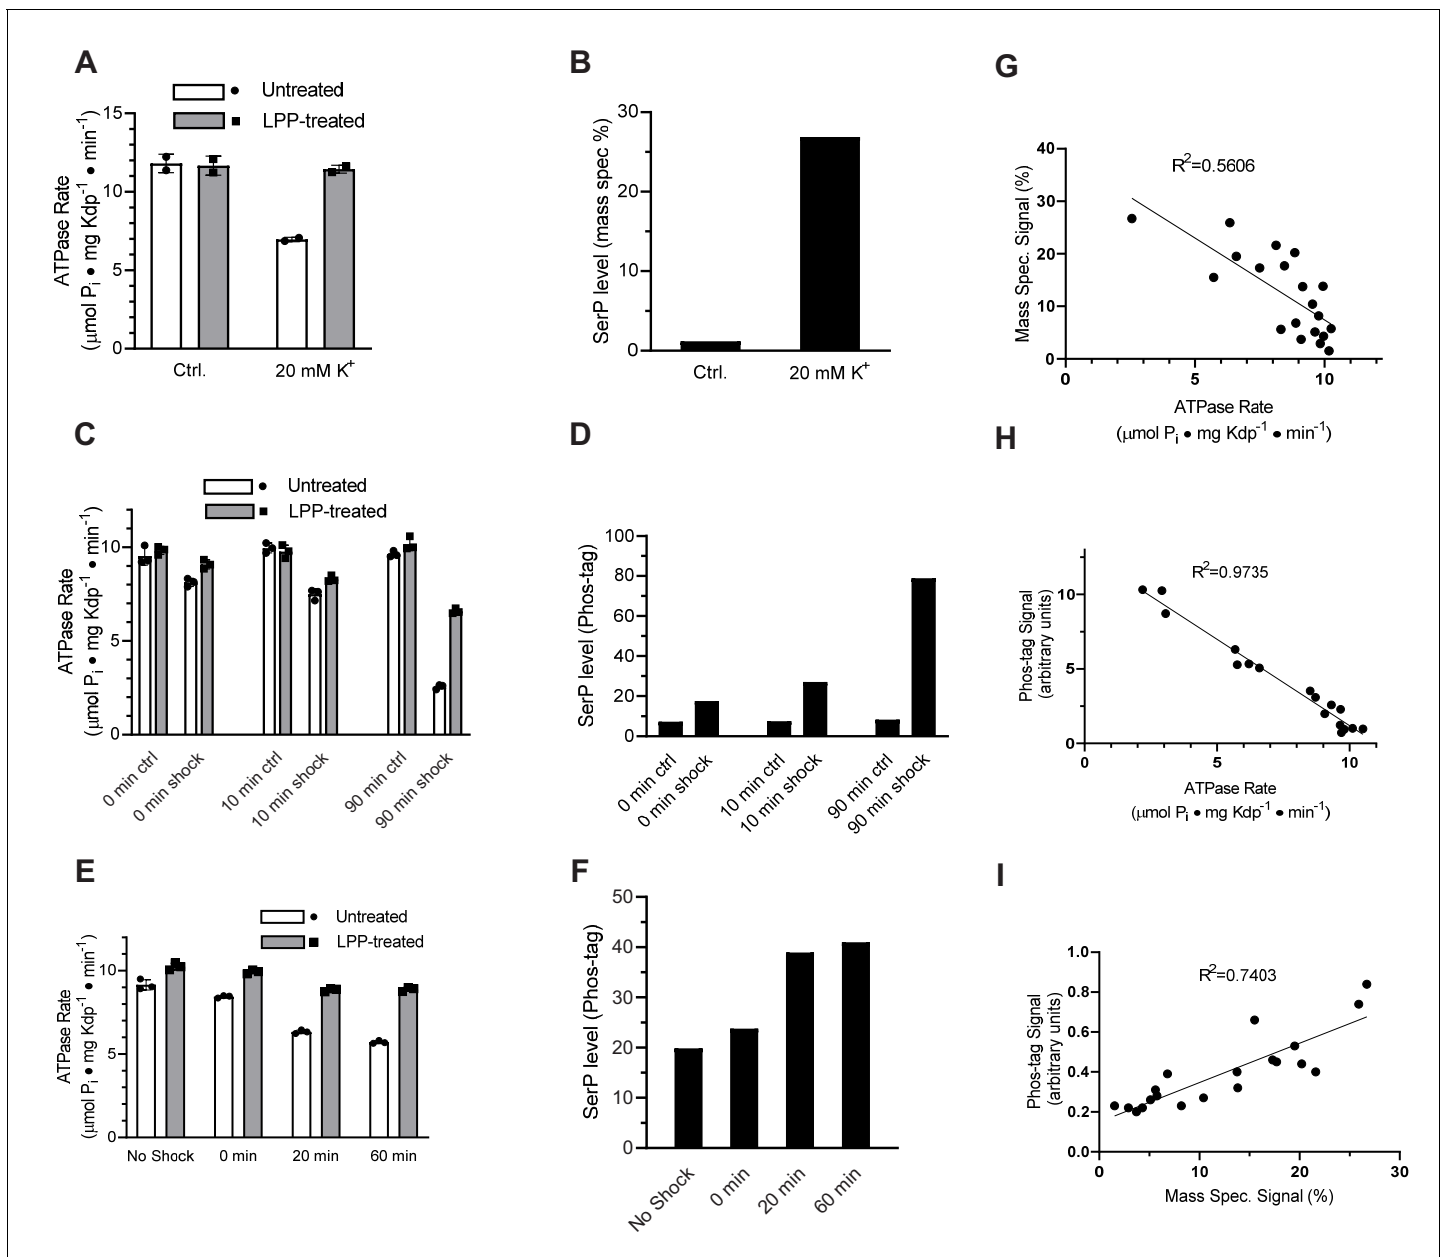 A
Untreated
LPP-treated
ATPase Rate
(μmol Pi • mg Kdp-1 • min-1)
15
10
5
0
Ctrl.
20 mM K+
B
SerP level (mass spec %)
30
20
10
0
Ctrl.
20 mM K+
G
R2=0.5606
Mass Spec. Signal (%)
40
30
20
10
0
0
5
10
ATPase Rate
(μmol Pi • mg Kdp-1 • min-1)
C
Untreated
LPP-treated
ATPase Rate
(μmol Pi • mg Kdp-1 • min-1)
10
5
0
0 min ctrl
0 min shock
10 min ctrl
10 min shock
90 min ctrl
90 min shock
D
SerP level (Phos-tag)
100
80
60
40
20
0
0 min ctrl
0 min shock
10 min ctrl
10 min shock
90 min ctrl
90 min shock
H
R2=0.9735
Phos-tag Signal
(arbitrary units)
10
5
0
0
5
10
ATPase Rate
(μmol Pi • mg Kdp-1 • min-1)
E
Untreated
LPP-treated
ATPase Rate
(μmol Pi • mg Kdp-1 • min-1)
10
5
0
No Shock
0 min
20 min
60 min
F
SerP level (Phos-tag)
50
40
30
20
10
0
No Shock
0 min
20 min
60 min
I
R2=0.7403
Phos-tag Signal
(arbitrary units)
1.0
0.8
0.6
0.4
0.2
0.0
0
10
20
30
Mass Spec. Signal (%)